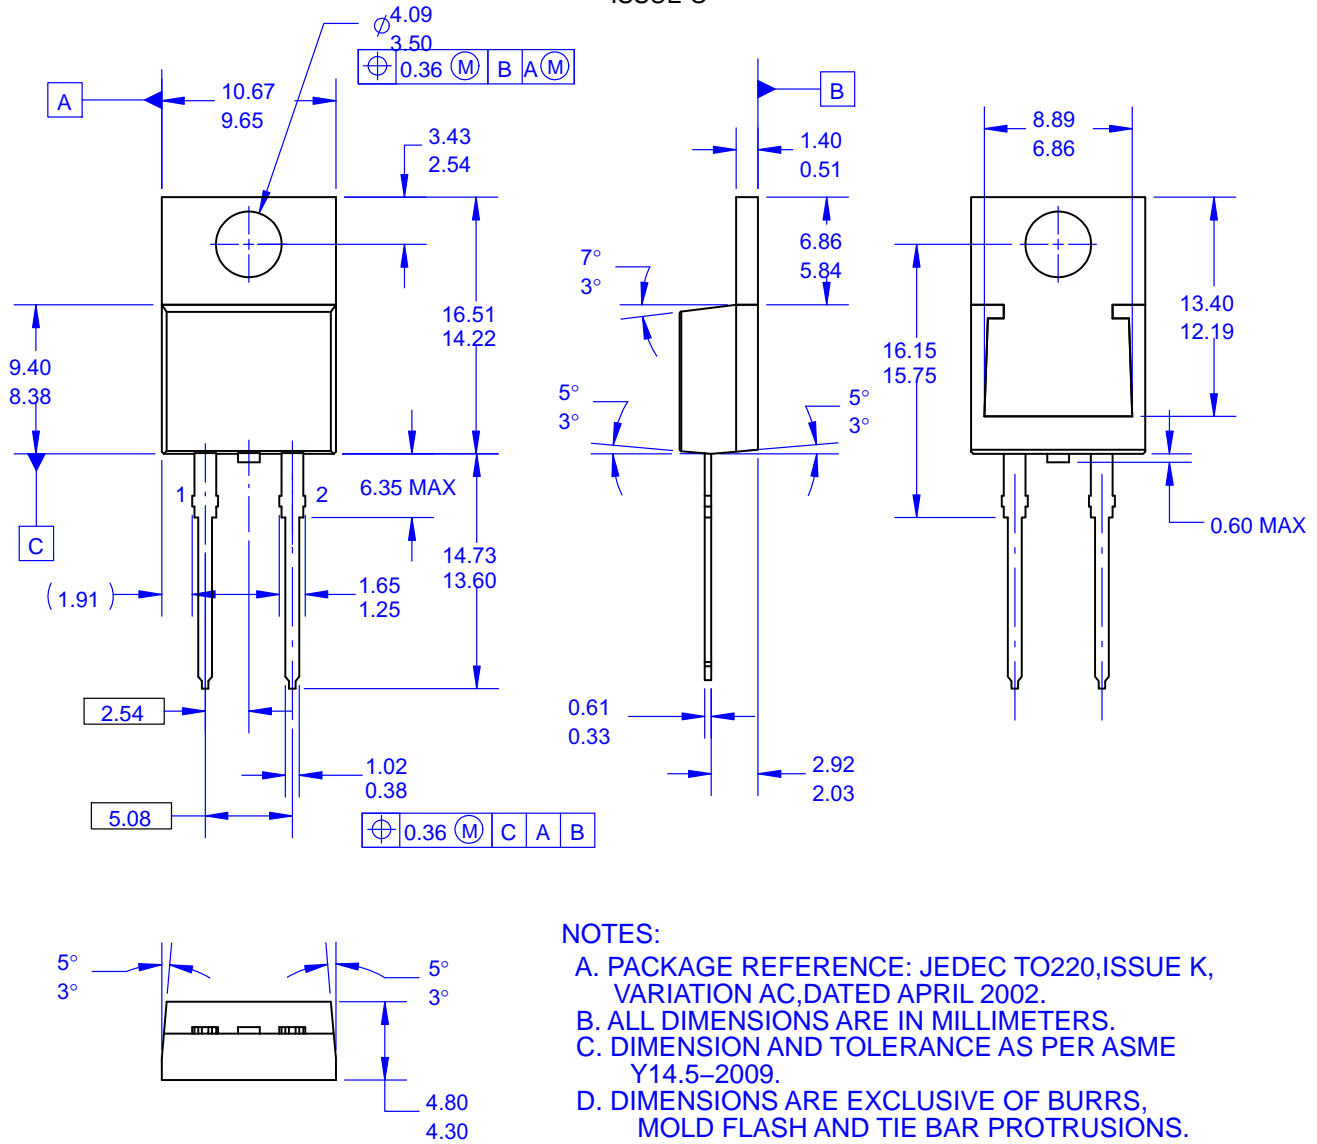 ISSUE O
⌀4.09
3.50
⌖ 0.36 Ⓜ B AⓂ
A
10.67
9.65
B
3.43
2.54
1.40
0.51
8.89
6.86
7°
3°
6.86
5.84
16.51
14.22
13.40
12.19
9.40
8.38
16.15
15.75
5°
3°
5°
3°
1
2
6.35 MAX
C
0.60 MAX
14.73
13.60
(1.91)
1.65
1.25
2.54
0.61
0.33
1.02
0.38
2.92
2.03
5.08
⌖ 0.36 Ⓜ C A B
5°
3°
5°
3°
4.80
4.30
NOTES:
A. PACKAGE REFERENCE: JEDEC TO220,ISSUE K,
VARIATION AC,DATED APRIL 2002.
B. ALL DIMENSIONS ARE IN MILLIMETERS.
C. DIMENSION AND TOLERANCE AS PER ASME
Y14.5–2009.
D. DIMENSIONS ARE EXCLUSIVE OF BURRS,
MOLD FLASH AND TIE BAR PROTRUSIONS.